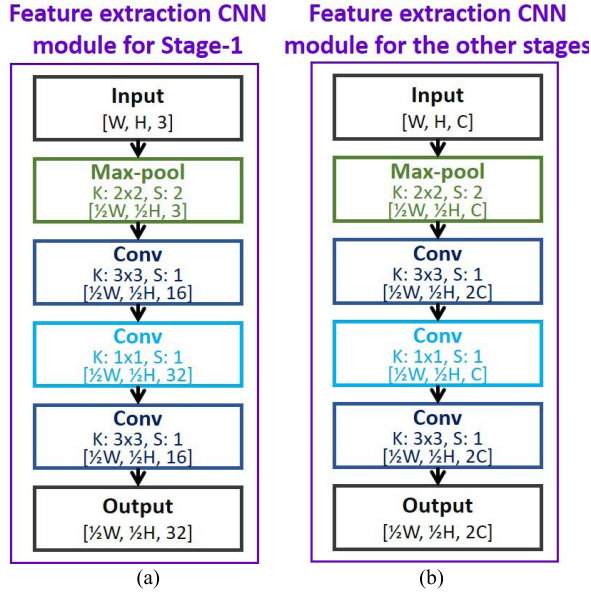 Feature extraction CNN
module for Stage-1
Input
[W, H, 3]
Max-pool
K: 2x2, S: 2
[½W, ½H, 3]
Conv
K: 3x3, S: 1
[½W, ½H, 16]
Conv
K: 1x1, S: 1
[½W, ½H, 32]
Conv
K: 3x3, S: 1
[½W, ½H, 16]
Output
[½W, ½H, 32]
(a)
Feature extraction CNN
module for the other stages
Input
[W, H, C]
Max-pool
K: 2x2, S: 2
[½W, ½H, C]
Conv
K: 3x3, S: 1
[½W, ½H, 2C]
Conv
K: 1x1, S: 1
[½W, ½H, C]
Conv
K: 3x3, S: 1
[½W, ½H, 2C]
Output
[½W, ½H, 2C]
(b)